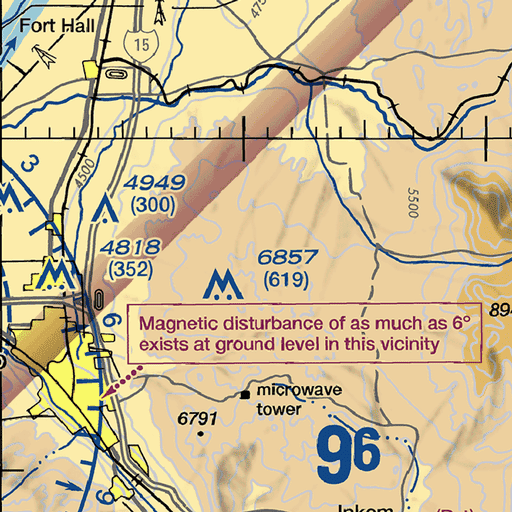 475
Fort Hall
15
3
4500
4949
(300)
5500
4818
(352)
6857
(619)
6
894
Magnetic disturbance of as much as 6°
exists at ground level in this vicinity
microwave
tower
6791
96
9
Inkom